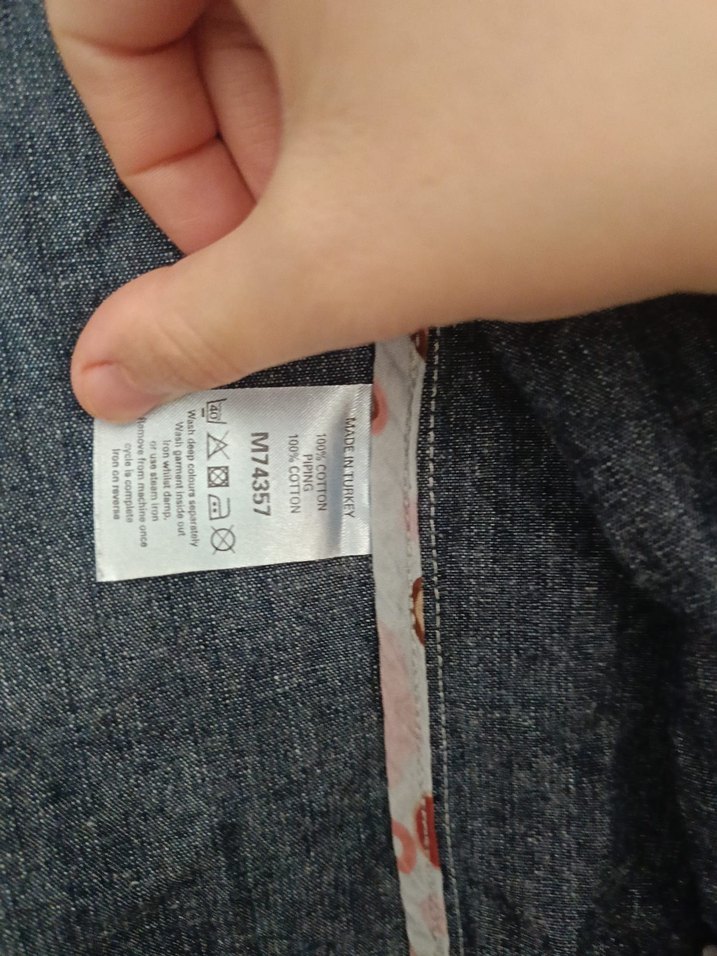 MADE IN TURKEY
100% COTTON
PIPING
100% COTTON
M74357
40
Wash deep colours separately
Wash garment inside out
Iron whilst damp.
or use steam iron
Remove from machine once
cycle is complete
Iron on reverse